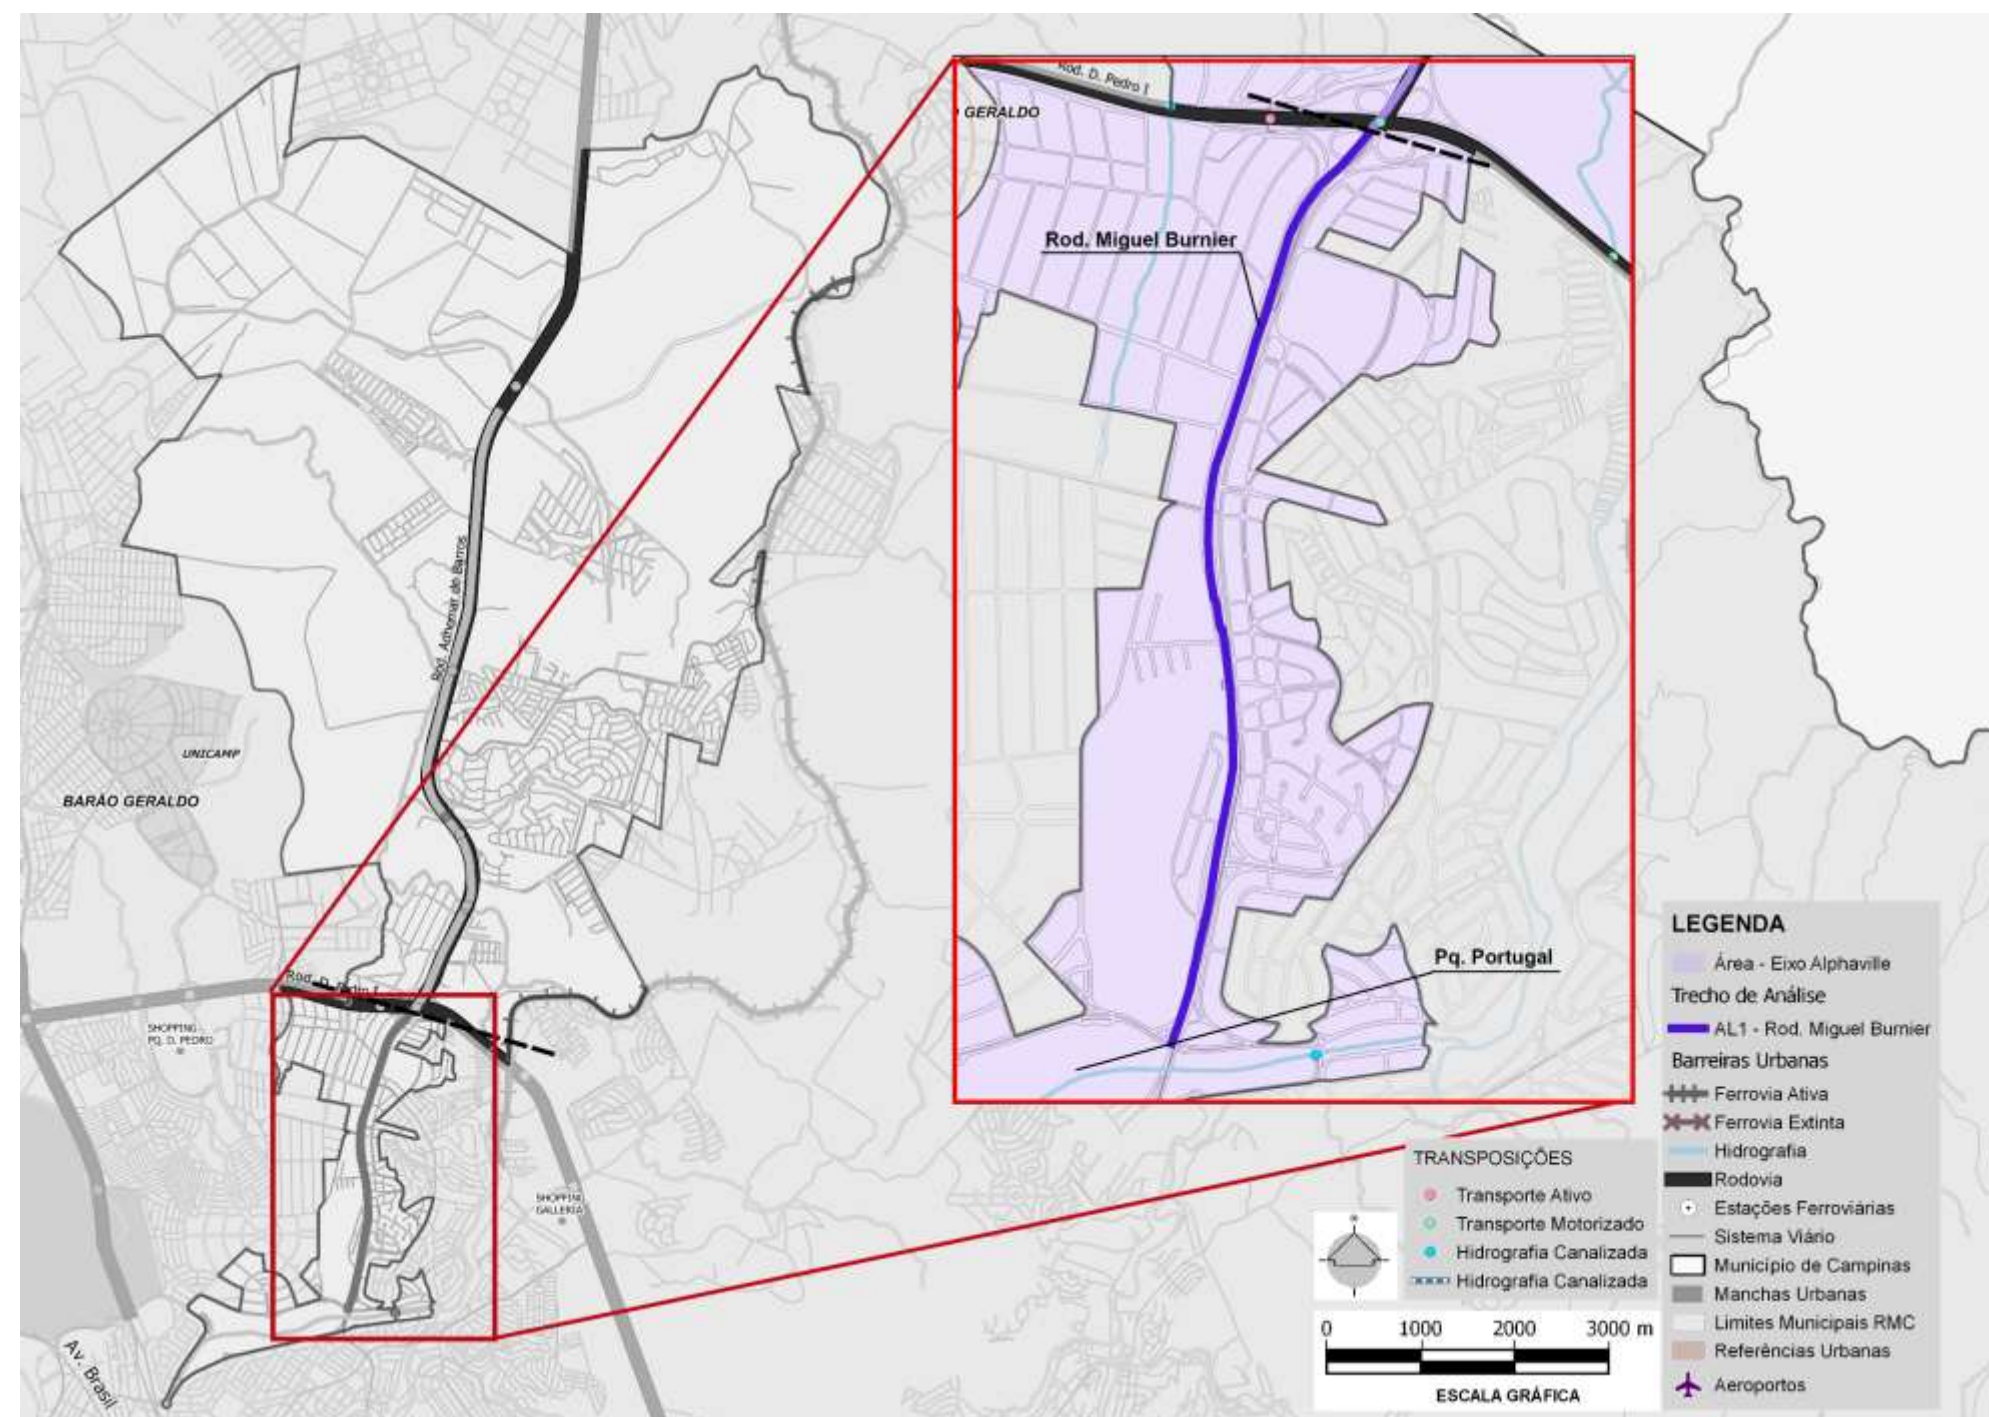 Rod. D. Pedro I
GERALDO
Rod. Miguel Burnier
Rod. Adhemar de Barros
UNICAMP
BARÃO GERALDO
Pq. Portugal
Rod. D. Pedro I
SHOPPING
PQ. D. PEDRO
SHOPPING
GALLERIA
Av. Brasil
LEGENDA
Área - Eixo Alphaville
Trecho de Análise
AL1 - Rod. Miguel Burnier
Barreiras Urbanas
Ferrovia Ativa
Ferrovia Extinta
Hidrografia
Rodovia
Estações Ferroviárias
Sistema Viário
Município de Campinas
Manchas Urbanas
Limites Municipais RMC
Referências Urbanas
Aeroportos
TRANSPOSIÇÕES
Transporte Ativo
Transporte Motorizado
Hidrografia Canalizada
Hidrografia Canalizada
0 1000 2000 3000 m
ESCALA GRÁFICA